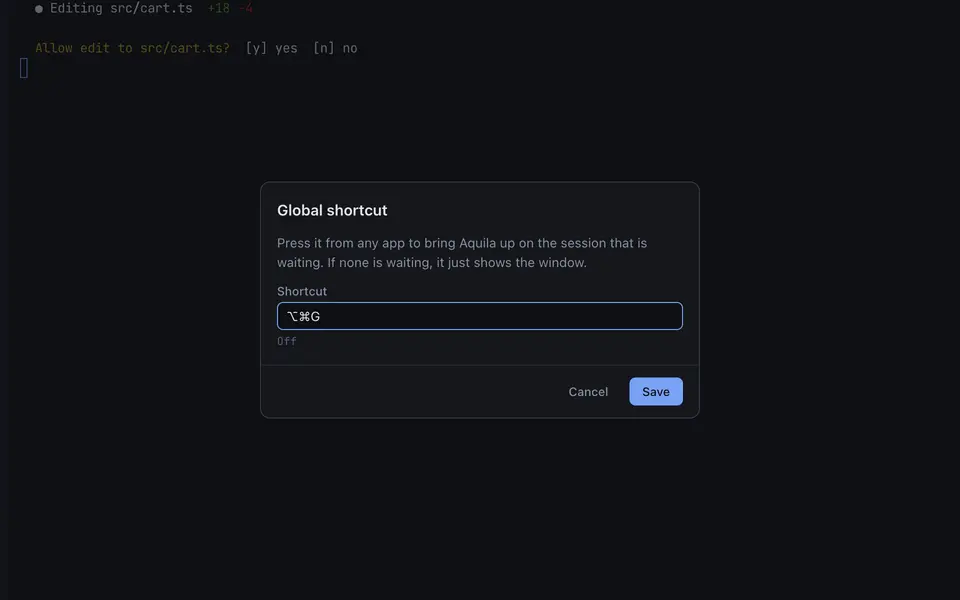 ● Editing src/cart.ts +18 -4
Allow edit to src/cart.ts? [y] yes [n] no
Global shortcut
Press it from any app to bring Aquila up on the session that is
waiting. If none is waiting, it just shows the window.
Shortcut
⌥⌘G
Off
Cancel Save